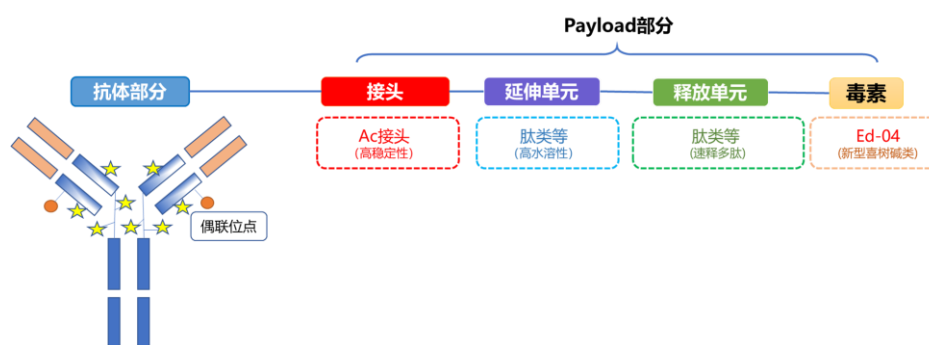 Payload部分
抗体部分
接头
延伸单元
释放单元
毒素
Ac接头
(高稳定性)
肽类等
(高水溶性)
肽类等
(速释多肽)
Ed-04
(新型喜树碱类)
偶联位点